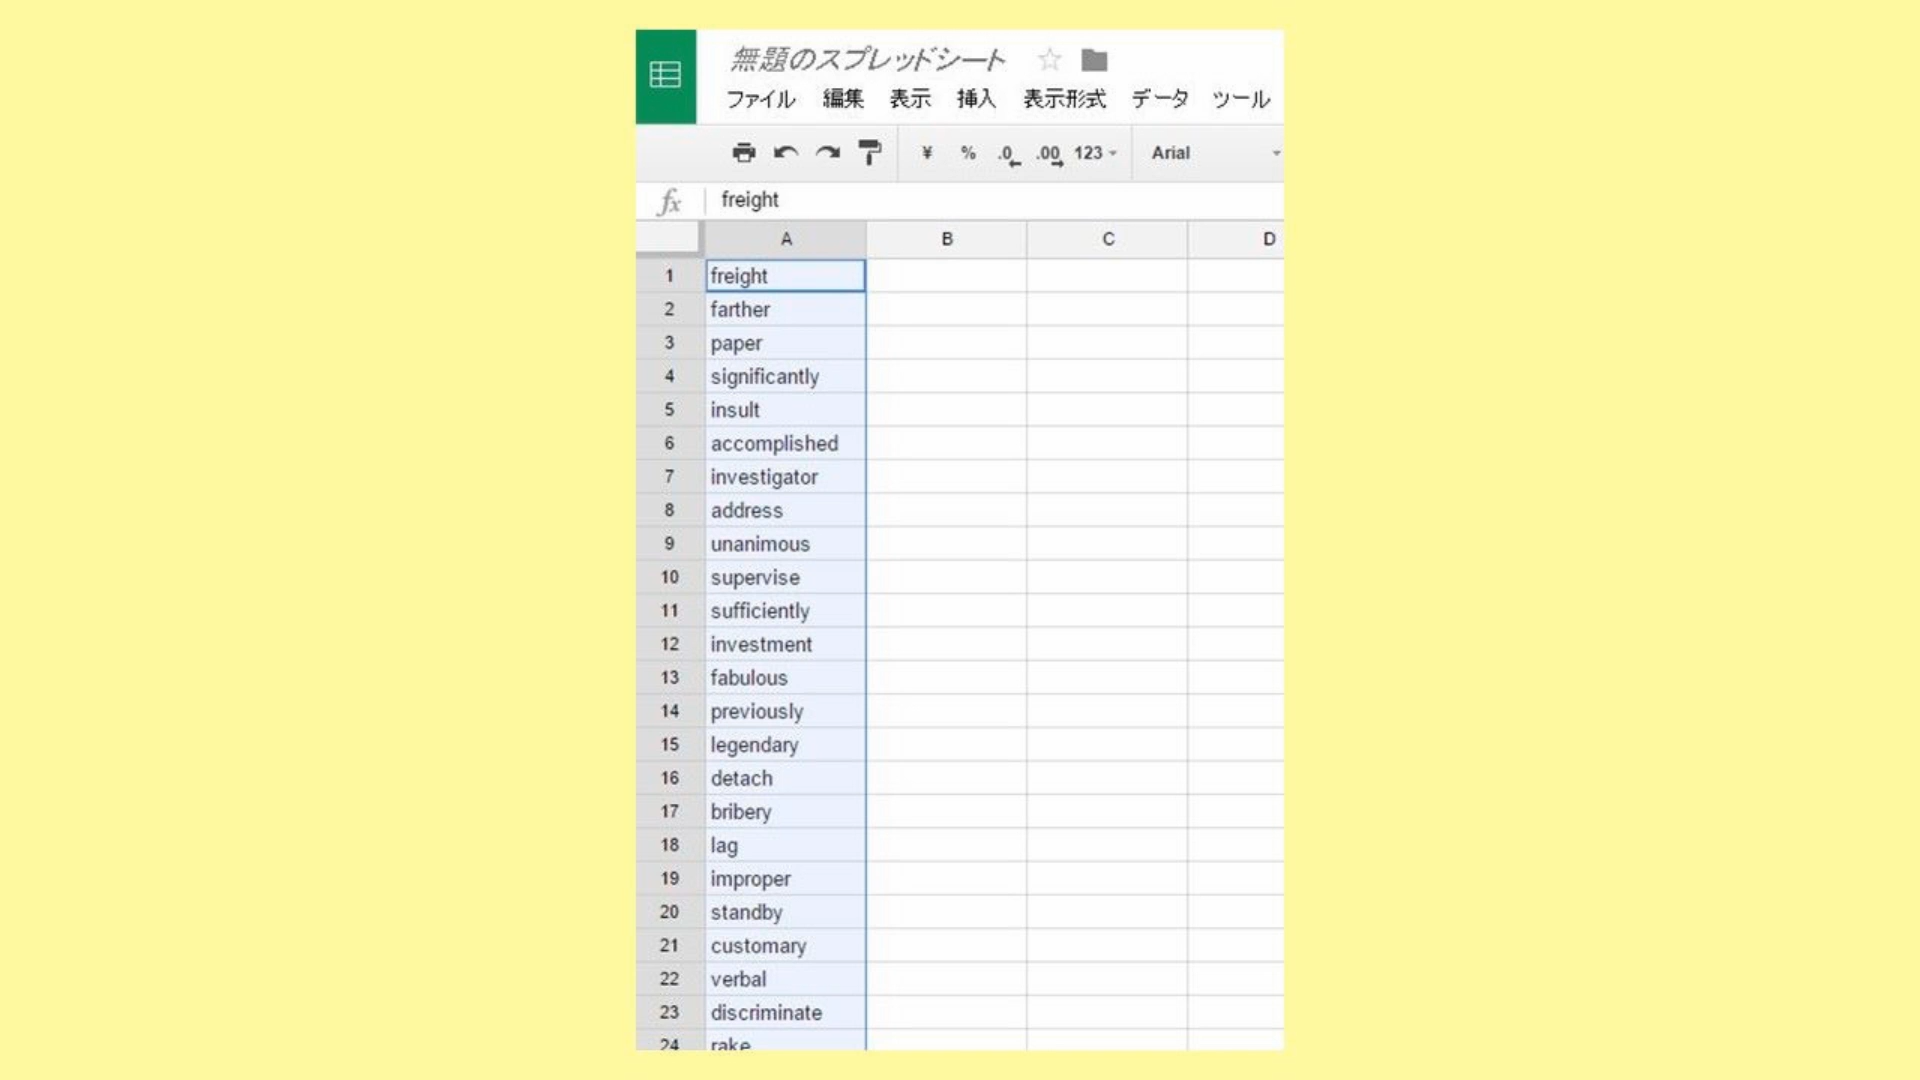 無題のスプレッドシート
ファイル 編集 表示 挿入 表示形式 データ ツール
¥ % .0 .00 123 Arial
fx freight
A B C D
1 freight
2 farther
3 paper
4 significantly
5 insult
6 accomplished
7 investigator
8 address
9 unanimous
10 supervise
11 sufficiently
12 investment
13 fabulous
14 previously
15 legendary
16 detach
17 bribery
18 lag
19 improper
20 standby
21 customary
22 verbal
23 discriminate
24 rake